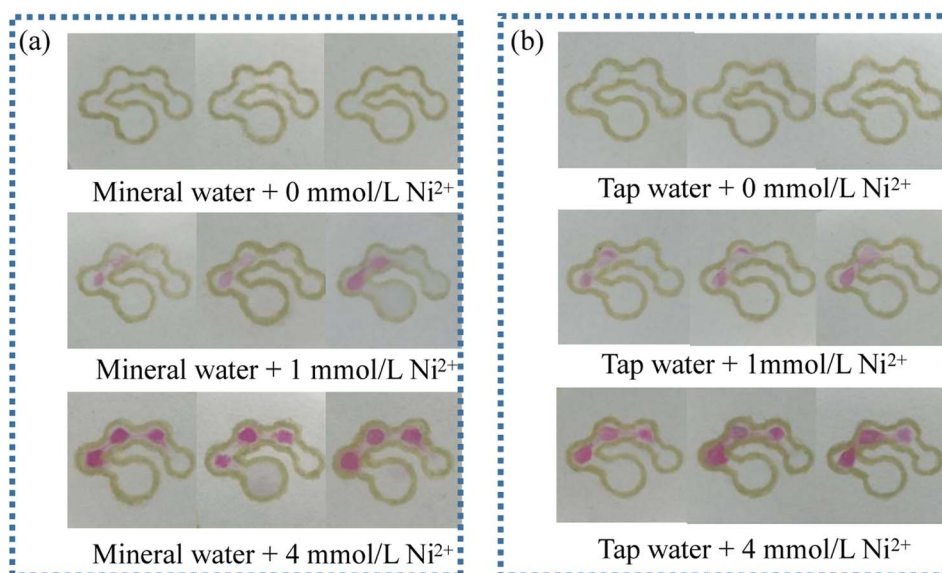 (a)
Mineral water + 0 mmol/L Ni²⁺
Mineral water + 1 mmol/L Ni²⁺
Mineral water + 4 mmol/L Ni²⁺
(b)
Tap water + 0 mmol/L Ni²⁺
Tap water + 1mmol/L Ni²⁺
Tap water + 4 mmol/L Ni²⁺